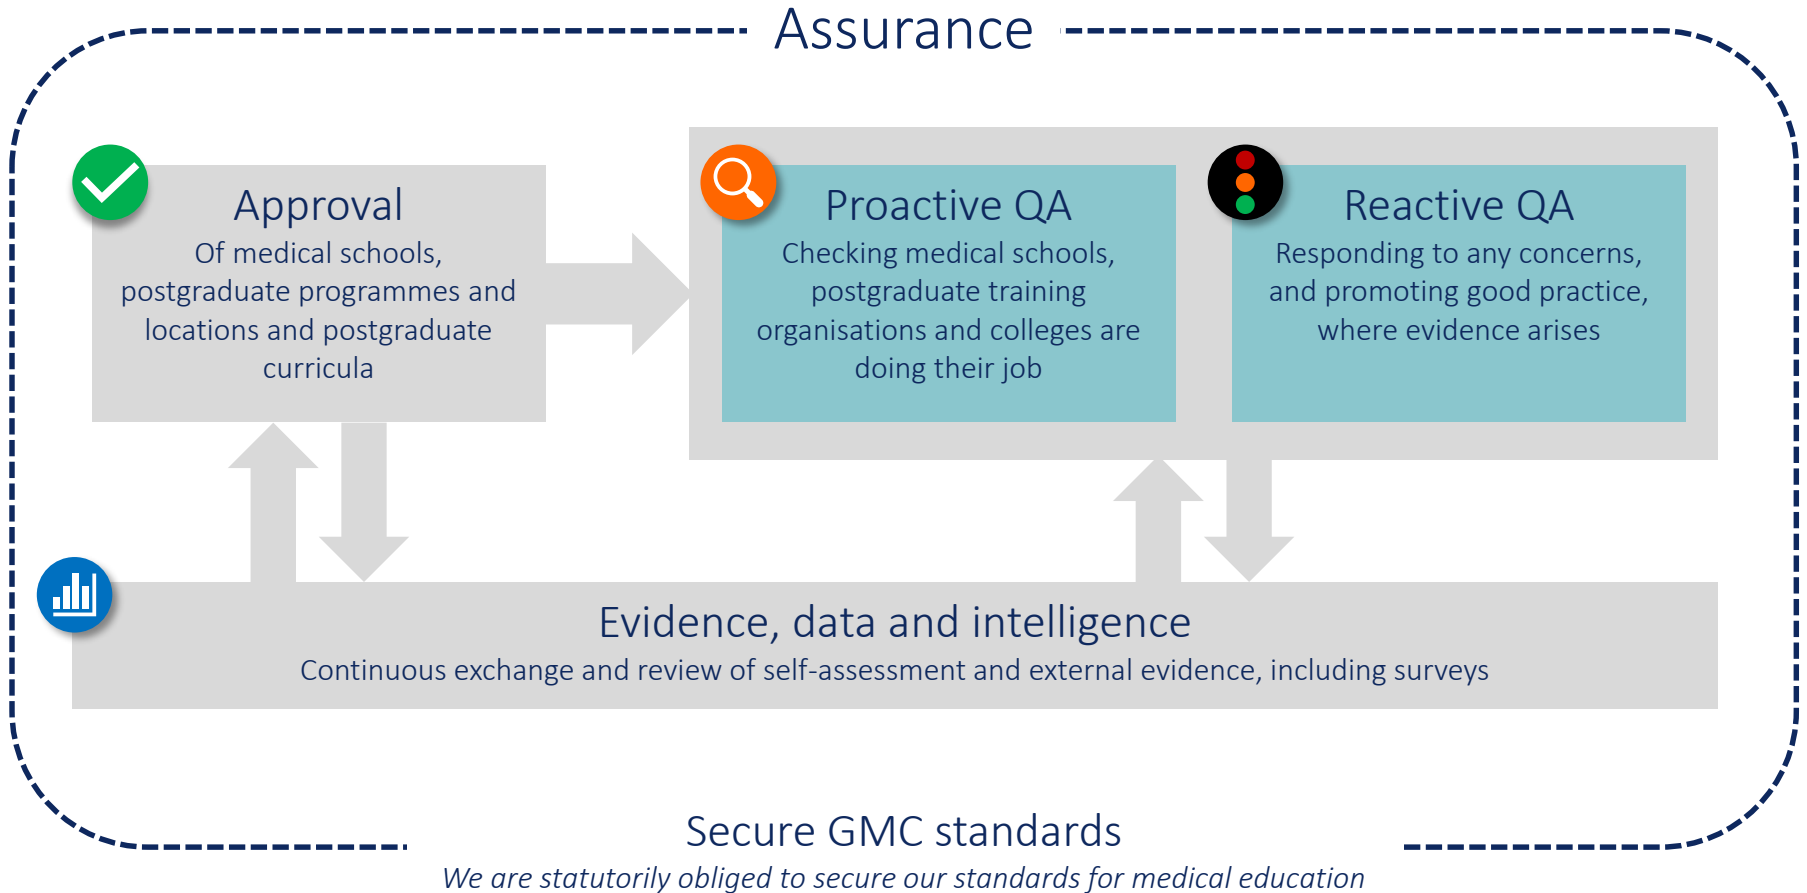 Assurance
Approval
Of medical schools,
postgraduate programmes and
locations and postgraduate
curricula
Proactive QA
Checking medical schools,
postgraduate training
organisations and colleges are
doing their job
Reactive QA
Responding to any concerns,
and promoting good practice,
where evidence arises
Evidence, data and intelligence
Continuous exchange and review of self-assessment and external evidence, including surveys
Secure GMC standards
We are statutorily obliged to secure our standards for medical education